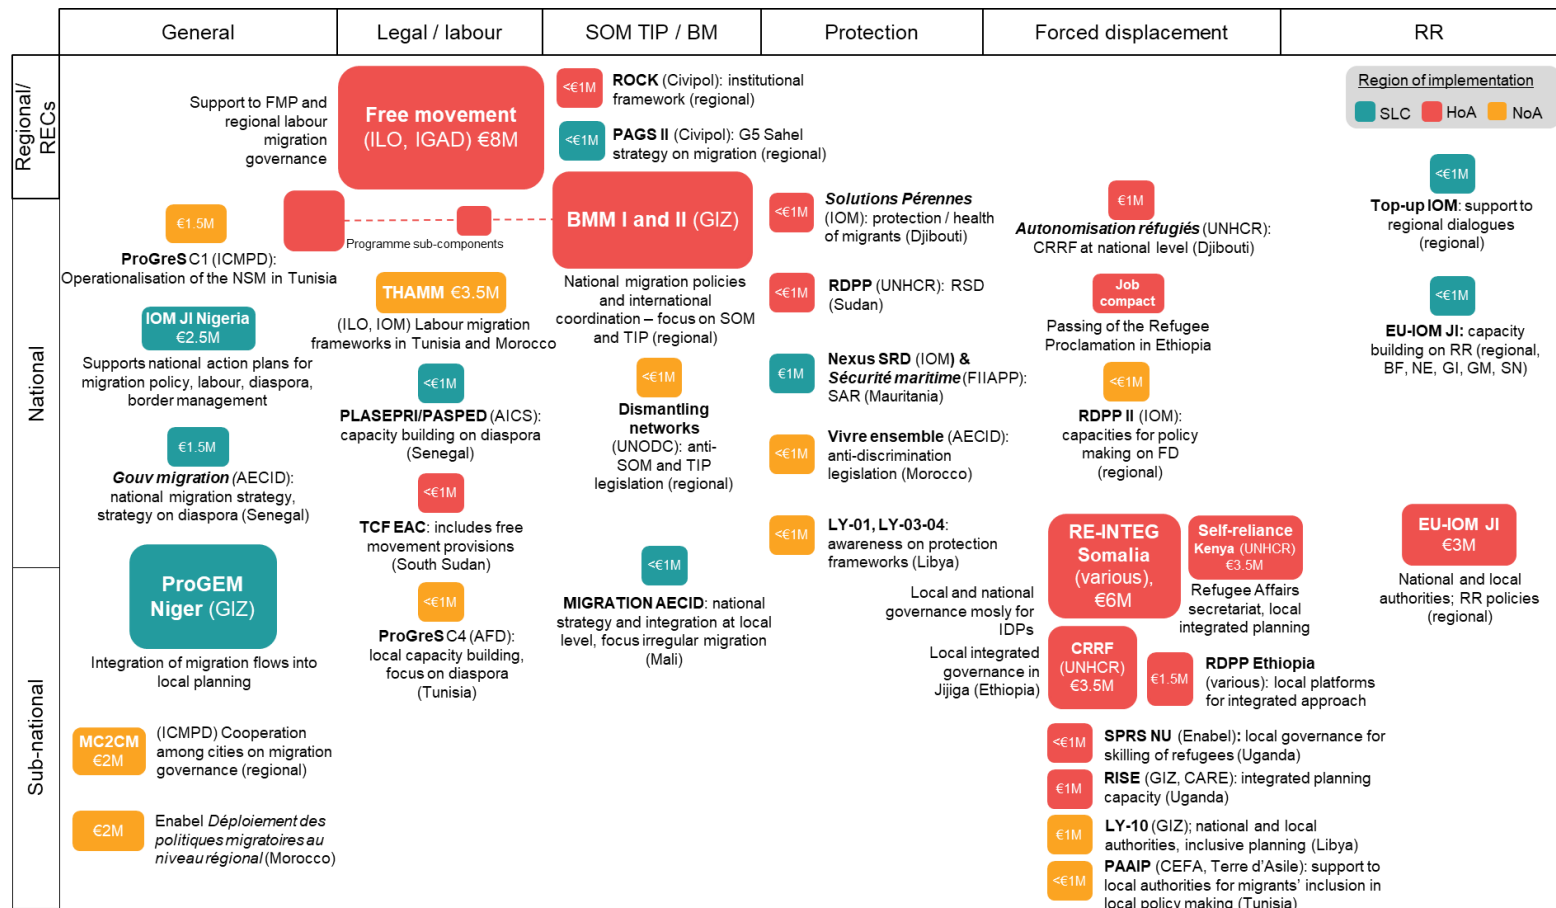 General
Legal / labour
SOM TIP / BM
Protection
Forced displacement
RR
Regional/
RECs
National
Sub-national
Region of implementation
SLC
HoA
NoA
Support to FMP and
regional labour
migration
governance
Free movement
(ILO, IGAD) €8M
<€1M
ROCK (Civipol): institutional
framework (regional)
<€1M
PAGS II (Civipol): G5 Sahel
strategy on migration (regional)
Programme sub-components
BMM I and II (GIZ)
National migration policies
and international
coordination – focus on SOM
and TIP (regional)
€1.5M
ProGreS C1 (ICMPD):
Operationalisation of the NSM in Tunisia
IOM JI Nigeria
€2.5M
Supports national action plans for
migration policy, labour, diaspora,
border management
€1.5M
Gouv migration (AECID):
national migration strategy,
strategy on diaspora (Senegal)
ProGEM
Niger (GIZ)
Integration of migration flows into
local planning
MC2CM
€2M
(ICMPD) Cooperation
among cities on migration
governance (regional)
€2M
Enabel Déploiement des
politiques migratoires au
niveau régional (Morocco)
THAMM €3.5M
(ILO, IOM) Labour migration
frameworks in Tunisia and Morocco
<€1M
PLASEPRI/PASPED (AICS):
capacity building on diaspora
(Senegal)
<€1M
TCF EAC: includes free
movement provisions
(South Sudan)
<€1M
ProGreS C4 (AFD):
local capacity building,
focus on diaspora
(Tunisia)
<€1M
Dismantling
networks
(UNODC): anti-
SOM and TIP
legislation (regional)
<€1M
MIGRATION AECID: national
strategy and integration at local
level, focus irregular migration
(Mali)
<€1M
Solutions Pérennes
(IOM): protection / health
of migrants (Djibouti)
<€1M
RDPP (UNHCR): RSD
(Sudan)
€1M
Nexus SRD (IOM) &
Sécurité maritime (FIIAPP):
SAR (Mauritania)
<€1M
Vivre ensemble (AECID):
anti-discrimination
legislation (Morocco)
<€1M
LY-01, LY-03-04:
awareness on protection
frameworks (Libya)
€1M
Autonomisation réfugiés (UNHCR):
CRRF at national level (Djibouti)
Job
compact
Passing of the Refugee
Proclamation in Ethiopia
<€1M
RDPP II (IOM):
capacities for policy
making on FD
(regional)
RE-INTEG
Somalia
(various),
€6M
Local and national
governance mosly for
IDPs
Self-reliance
Kenya (UNHCR)
€3.5M
Refugee Affairs
secretariat, local
integrated planning
CRRF
(UNHCR)
€3.5M
Local integrated
governance in
Jijiga (Ethiopia)
€1.5M
RDPP Ethiopia
(various): local platforms
for integrated approach
<€1M
SPRS NU (Enabel): local governance for
skilling of refugees (Uganda)
€1M
RISE (GIZ, CARE): integrated planning
capacity (Uganda)
€1M
LY-10 (GIZ); national and local
authorities, inclusive planning (Libya)
<€1M
PAAIP (CEFA, Terre d'Asile): support to
local authorities for migrants' inclusion in
local policy making (Tunisia)
<€1M
Top-up IOM: support to
regional dialogues
(regional)
<€1M
EU-IOM JI: capacity
building on RR (regional,
BF, NE, GI, GM, SN)
EU-IOM JI
€3M
National and local
authorities; RR policies
(regional)